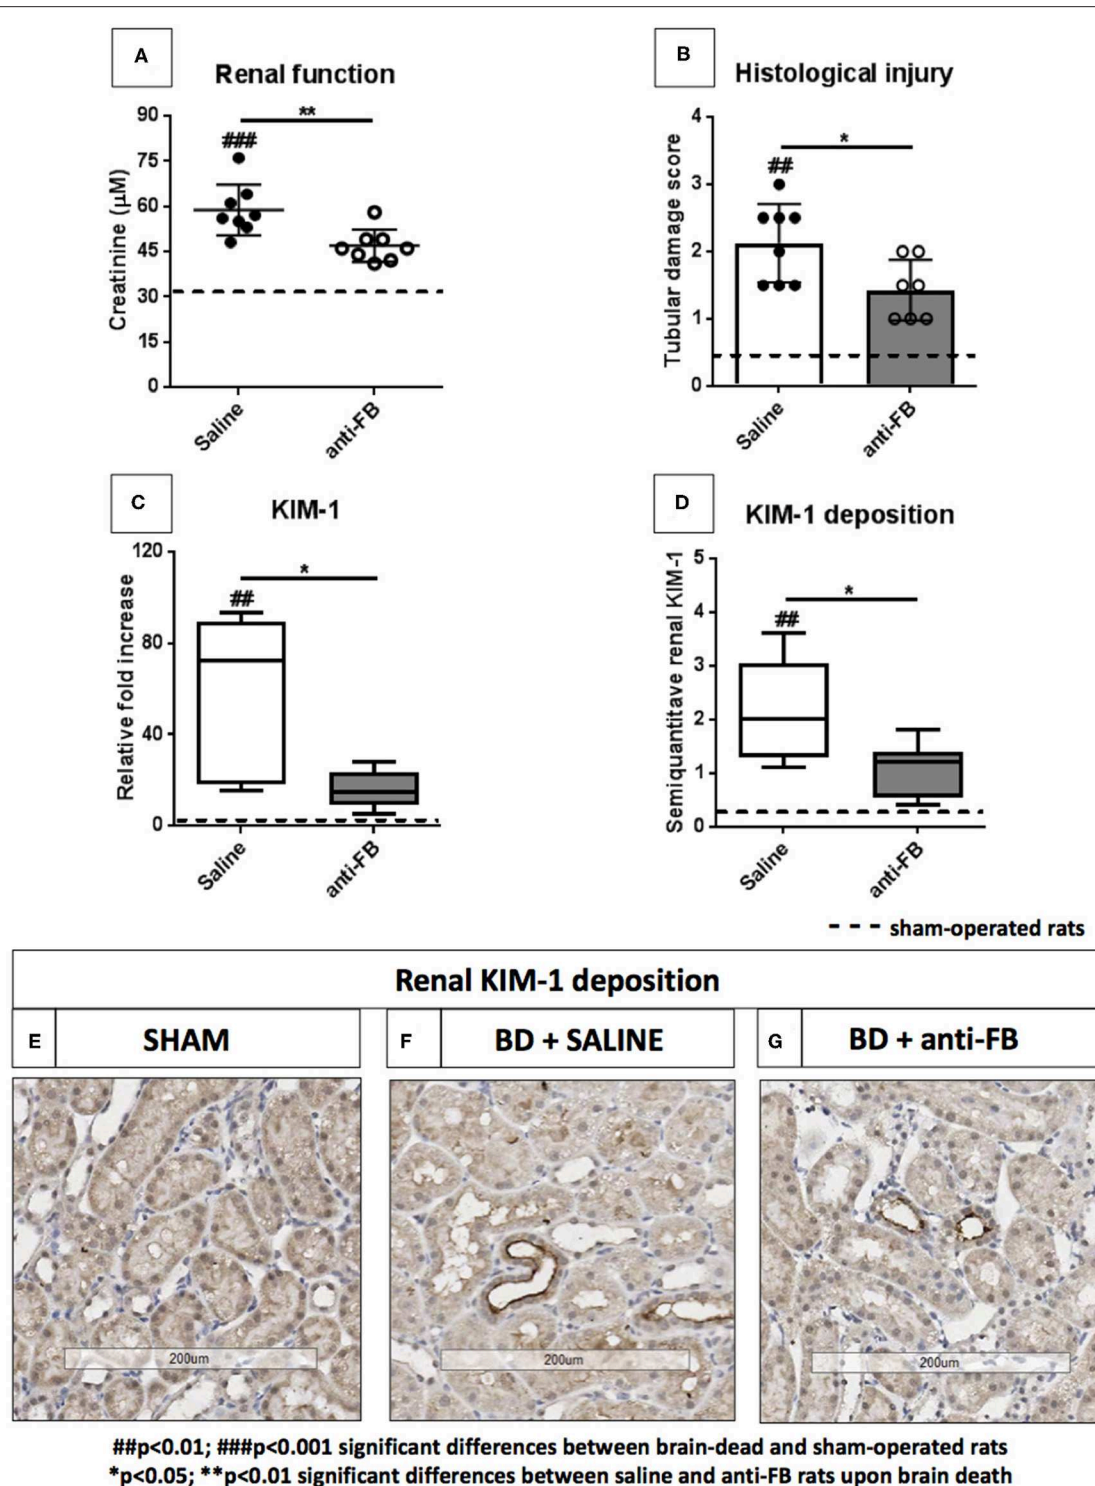 A
Renal function
Creatinine (µM)
90
75
60
45
30
15
0
###
**
Saline
anti-FB
B
Histological injury
Tubular damage score
4
3
2
1
0
##
*
Saline
anti-FB
C
KIM-1
Relative fold increase
120
80
40
0
##
*
Saline
anti-FB
D
KIM-1 deposition
Semiquantitave renal KIM-1
5
4
3
2
1
0
##
*
Saline
anti-FB
--- sham-operated rats
Renal KIM-1 deposition
E SHAM
F BD + SALINE
G BD + anti-FB
200um
200um
200um
##p<0.01; ###p<0.001 significant differences between brain-dead and sham-operated rats
*p<0.05; **p<0.01 significant differences between saline and anti-FB rats upon brain death